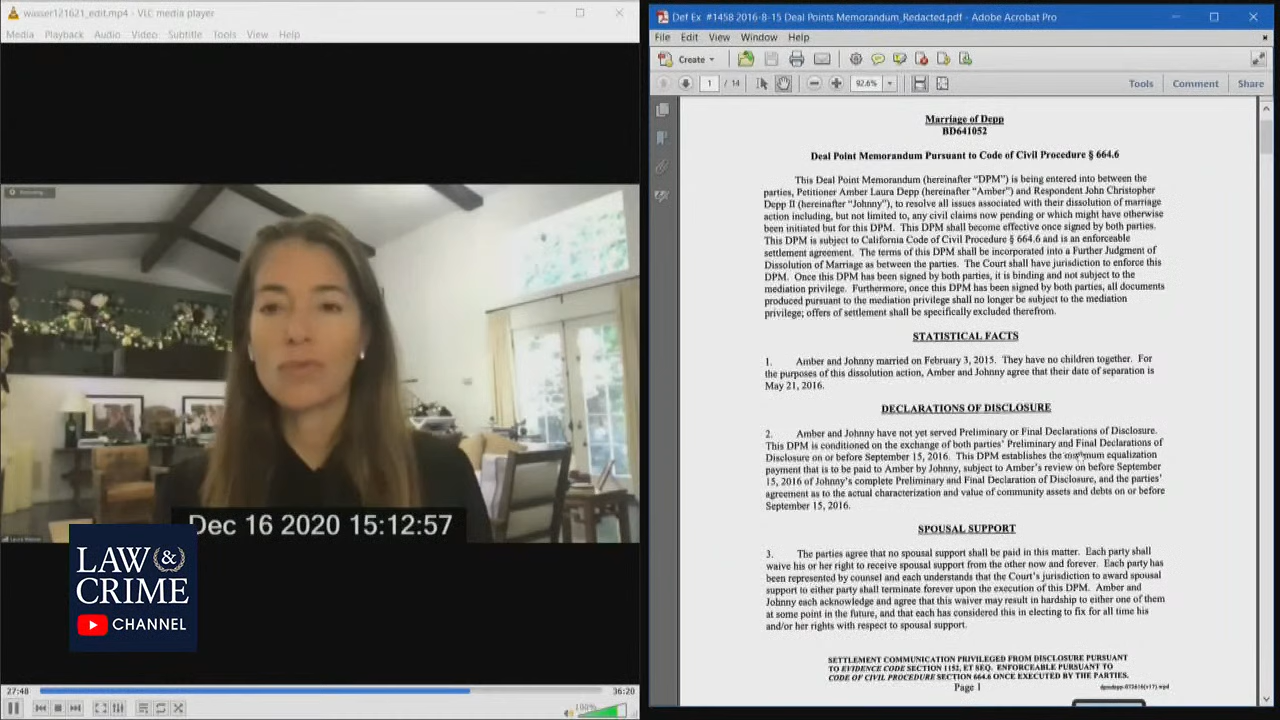 wasser121621_edit.mp4 - VLC media player
Media Playback Audio Video Subtitle Tools View Help
Dec 16 2020 15:12:57
LAW &
CRIME
CHANNEL
27:48
36:20
100%
Def Ex #1458 2016-8-15 Deal Points Memorandum_Redacted.pdf - Adobe Acrobat Pro
File Edit View Window Help
Create
1 / 14
92.6%
Tools Comment Share
Marriage of Depp
BD641052
Deal Point Memorandum Pursuant to Code of Civil Procedure § 664.6
This Deal Point Memorandum (hereinafter “DPM”) is being entered into between the
parties, Petitioner Amber Laura Depp (hereinafter “Amber”) and Respondent John Christopher
Depp II (hereinafter “Johnny”), to resolve all issues associated with their dissolution of marriage
action including, but not limited to, any civil claims now pending or which might have otherwise
been initiated but for this DPM. This DPM shall become effective once signed by both parties.
This DPM is subject to California Code of Civil Procedure § 664.6 and is an enforceable
settlement agreement. The terms of this DPM shall be incorporated into a Further Judgment of
Dissolution of Marriage as between the parties. The Court shall have jurisdiction to enforce this
DPM. Once this DPM has been signed by both parties, it is binding and not subject to the
mediation privilege. Furthermore, once this DPM has been signed by both parties, all documents
produced pursuant to the mediation privilege shall no longer be subject to the mediation
privilege; offers of settlement shall be specifically excluded therefrom.
STATISTICAL FACTS
1. Amber and Johnny married on February 3, 2015. They have no children together. For
the purposes of this dissolution action, Amber and Johnny agree that their date of separation is
May 21, 2016.
DECLARATIONS OF DISCLOSURE
2. Amber and Johnny have not yet served Preliminary or Final Declarations of Disclosure.
This DPM is conditioned on the exchange of both parties’ Preliminary and Final Declarations of
Disclosure on or before September 15, 2016. This DPM establishes the equalization
payment that is to be paid to Amber by Johnny, subject to Amber’s review on before September
15, 2016 of Johnny’s complete Preliminary and Final Declaration of Disclosure, and the parties’
agreement as to the actual characterization and value of community assets and debts on or before
September 15, 2016.
SPOUSAL SUPPORT
3. The parties agree that no spousal support shall be paid in this matter. Each party shall
waive his or her right to receive spousal support from the other now and forever. Each party has
been represented by counsel and each understands that the Court’s jurisdiction to award spousal
support to either party shall terminate forever upon the execution of this DPM. Amber and
Johnny each acknowledge and agree that this waiver may result in hardship to either one of them
at some point in the future, and that each has considered this in electing to fix for all time his
and/or her rights with respect to spousal support.
SETTLEMENT COMMUNICATION PRIVILEGED FROM DISCLOSURE PURSUANT
TO EVIDENCE CODE SECTION 1152, ET SEQ. ENFORCEABLE PURSUANT TO
CODE OF CIVIL PROCEDURE SECTION 664.6 ONCE EXECUTED BY THE PARTIES.
Page 1